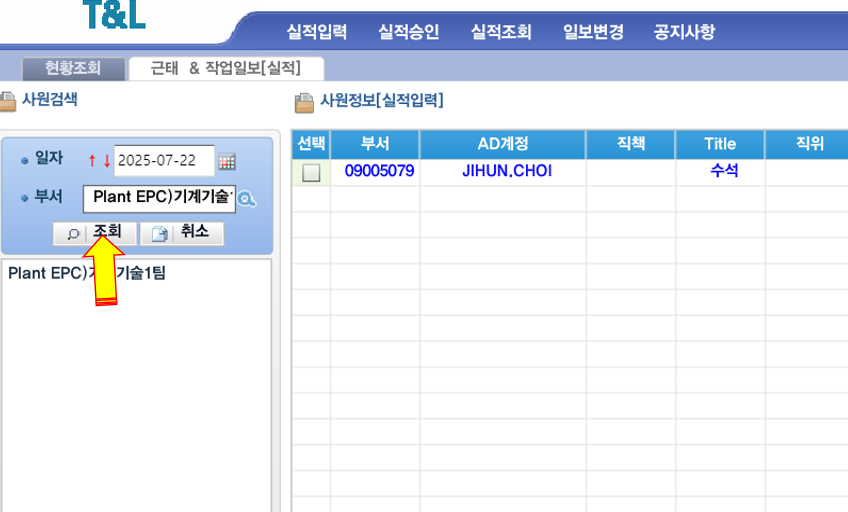 T&L
실적입력 실적승인 실적조회 일보변경 공지사항
현황조회 근태 & 작업일보[실적]
사원검색
일자 ↑↓ 2025-07-22
부서 Plant EPC)기계기술
조회 취소
Plant EPC)기 기술1팀
사원정보[실적입력]
선택 부서 AD계정 직책 Title 직위
09005079 JIHUN.CHOI 수석